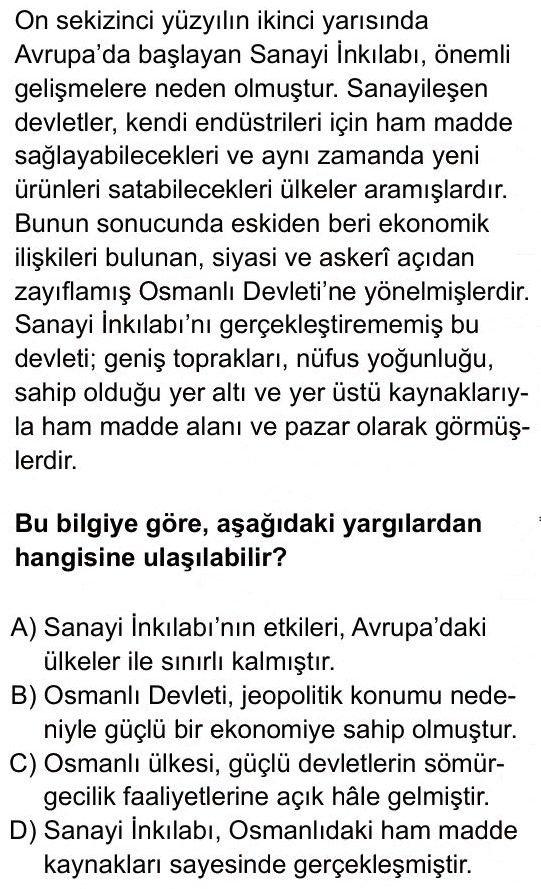 On sekizinci yüzyılın ikinci yarısında
Avrupa’da başlayan Sanayi İnkılabı, önemli
gelişmelere neden olmuştur. Sanayileşen
devletler, kendi endüstrileri için ham madde
sağlayabilecekleri ve aynı zamanda yeni
ürünleri satabilecekleri ülkeler aramışlardır.
Bunun sonucunda eskiden beri ekonomik
ilişkileri bulunan, siyasi ve askerî açıdan
zayıflamış Osmanlı Devleti’ne yönelmişlerdir.
Sanayi İnkılabı’nı gerçekleştirememiş bu
devleti; geniş toprakları, nüfus yoğunluğu,
sahip olduğu yer altı ve yer üstü kaynaklarıy-
la ham madde alanı ve pazar olarak görmüş-
lerdir.
Bu bilgiye göre, aşağıdaki yargılardan
hangisine ulaşılabilir?
A) Sanayi İnkılabı’nın etkileri, Avrupa’daki
ülkeler ile sınırlı kalmıştır.
B) Osmanlı Devleti, jeopolitik konumu nede-
niyle güçlü bir ekonomiye sahip olmuştur.
C) Osmanlı ülkesi, güçlü devletlerin sömür-
gecilik faaliyetlerine açık hâle gelmiştir.
D) Sanayi İnkılabı, Osmanlıdaki ham madde
kaynakları sayesinde gerçekleşmiştir.